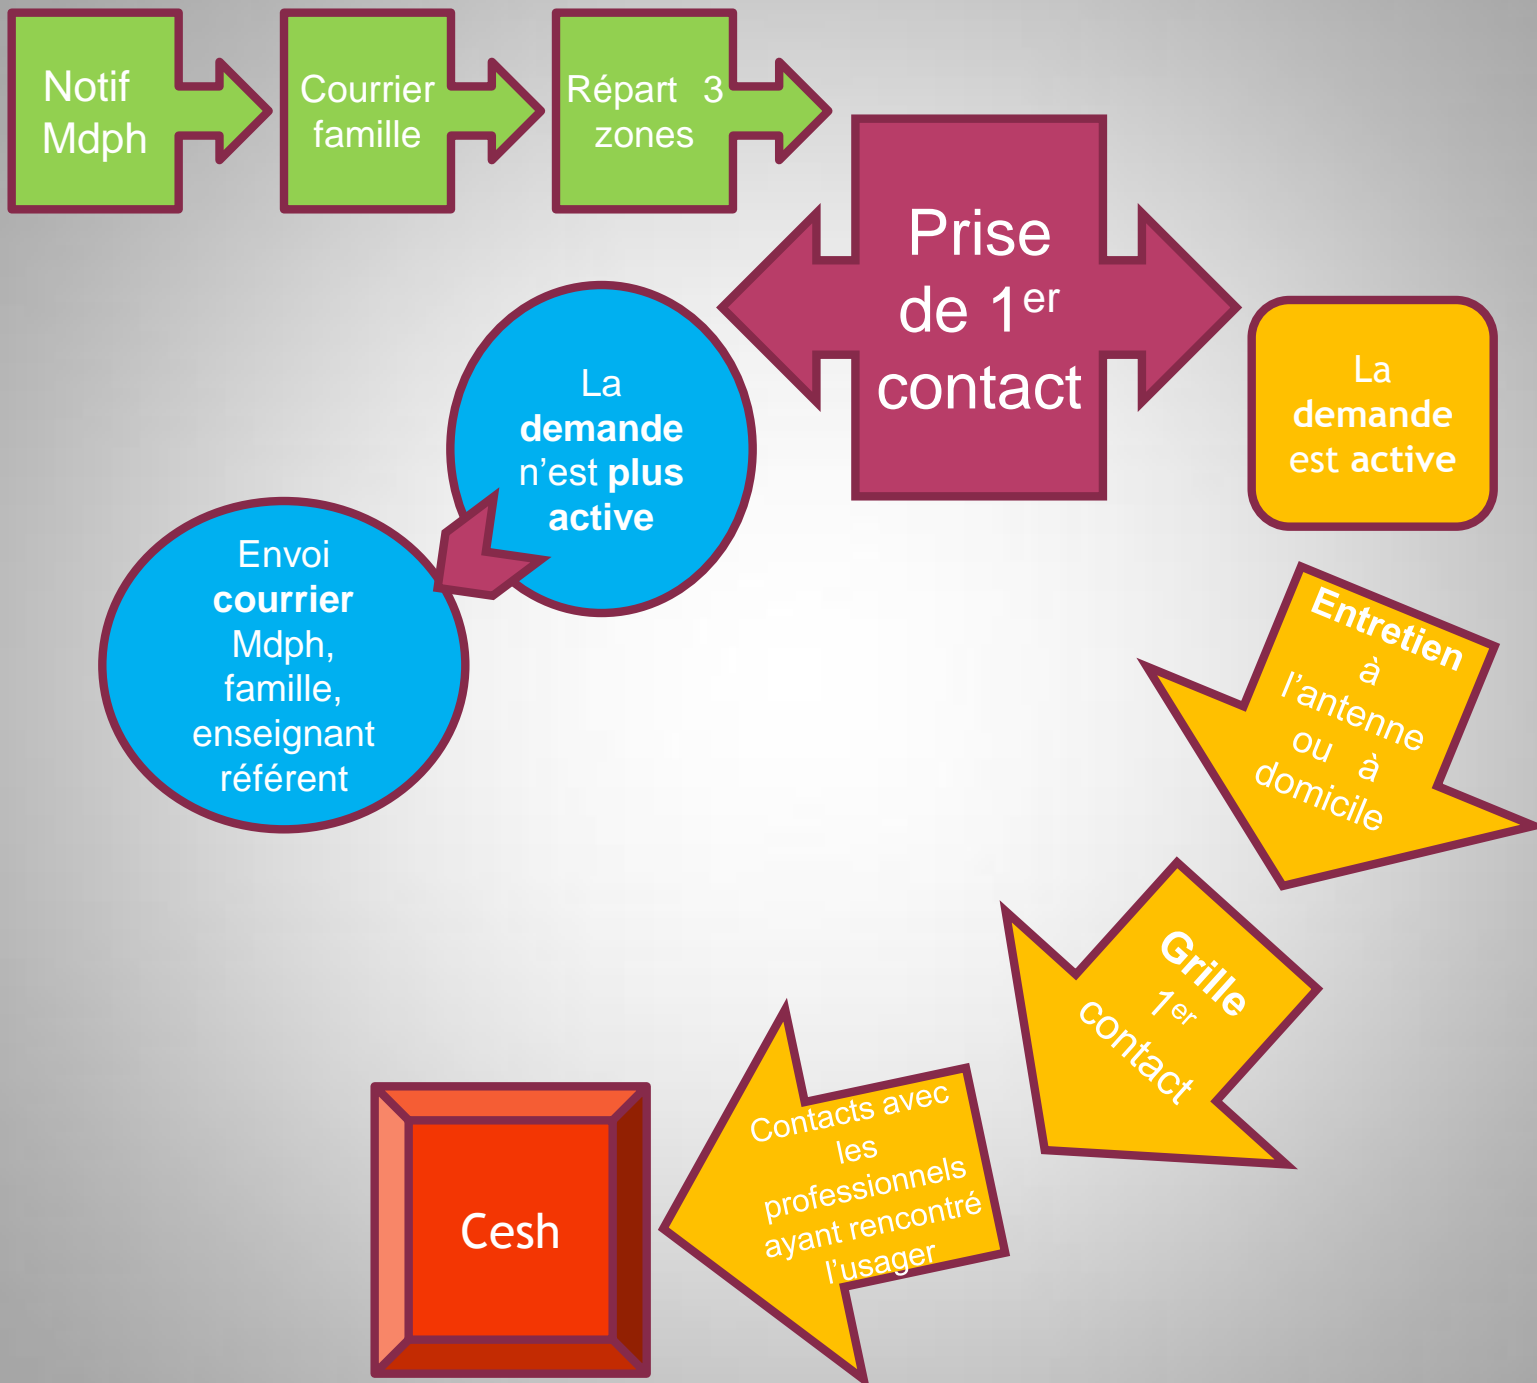 Notif
Mdph
Courrier
famille
Répart 3
zones
Prise
de 1er
contact
La
demande
n’est plus
active
Envoi
courrier
Mdph,
famille,
enseignant
référent
La
demande
est active
Entretien
à
l’antenne
ou à
domicile
Grille
1er
contact
Contacts avec
les
professionnels
ayant rencontré
l’usager
Cesh